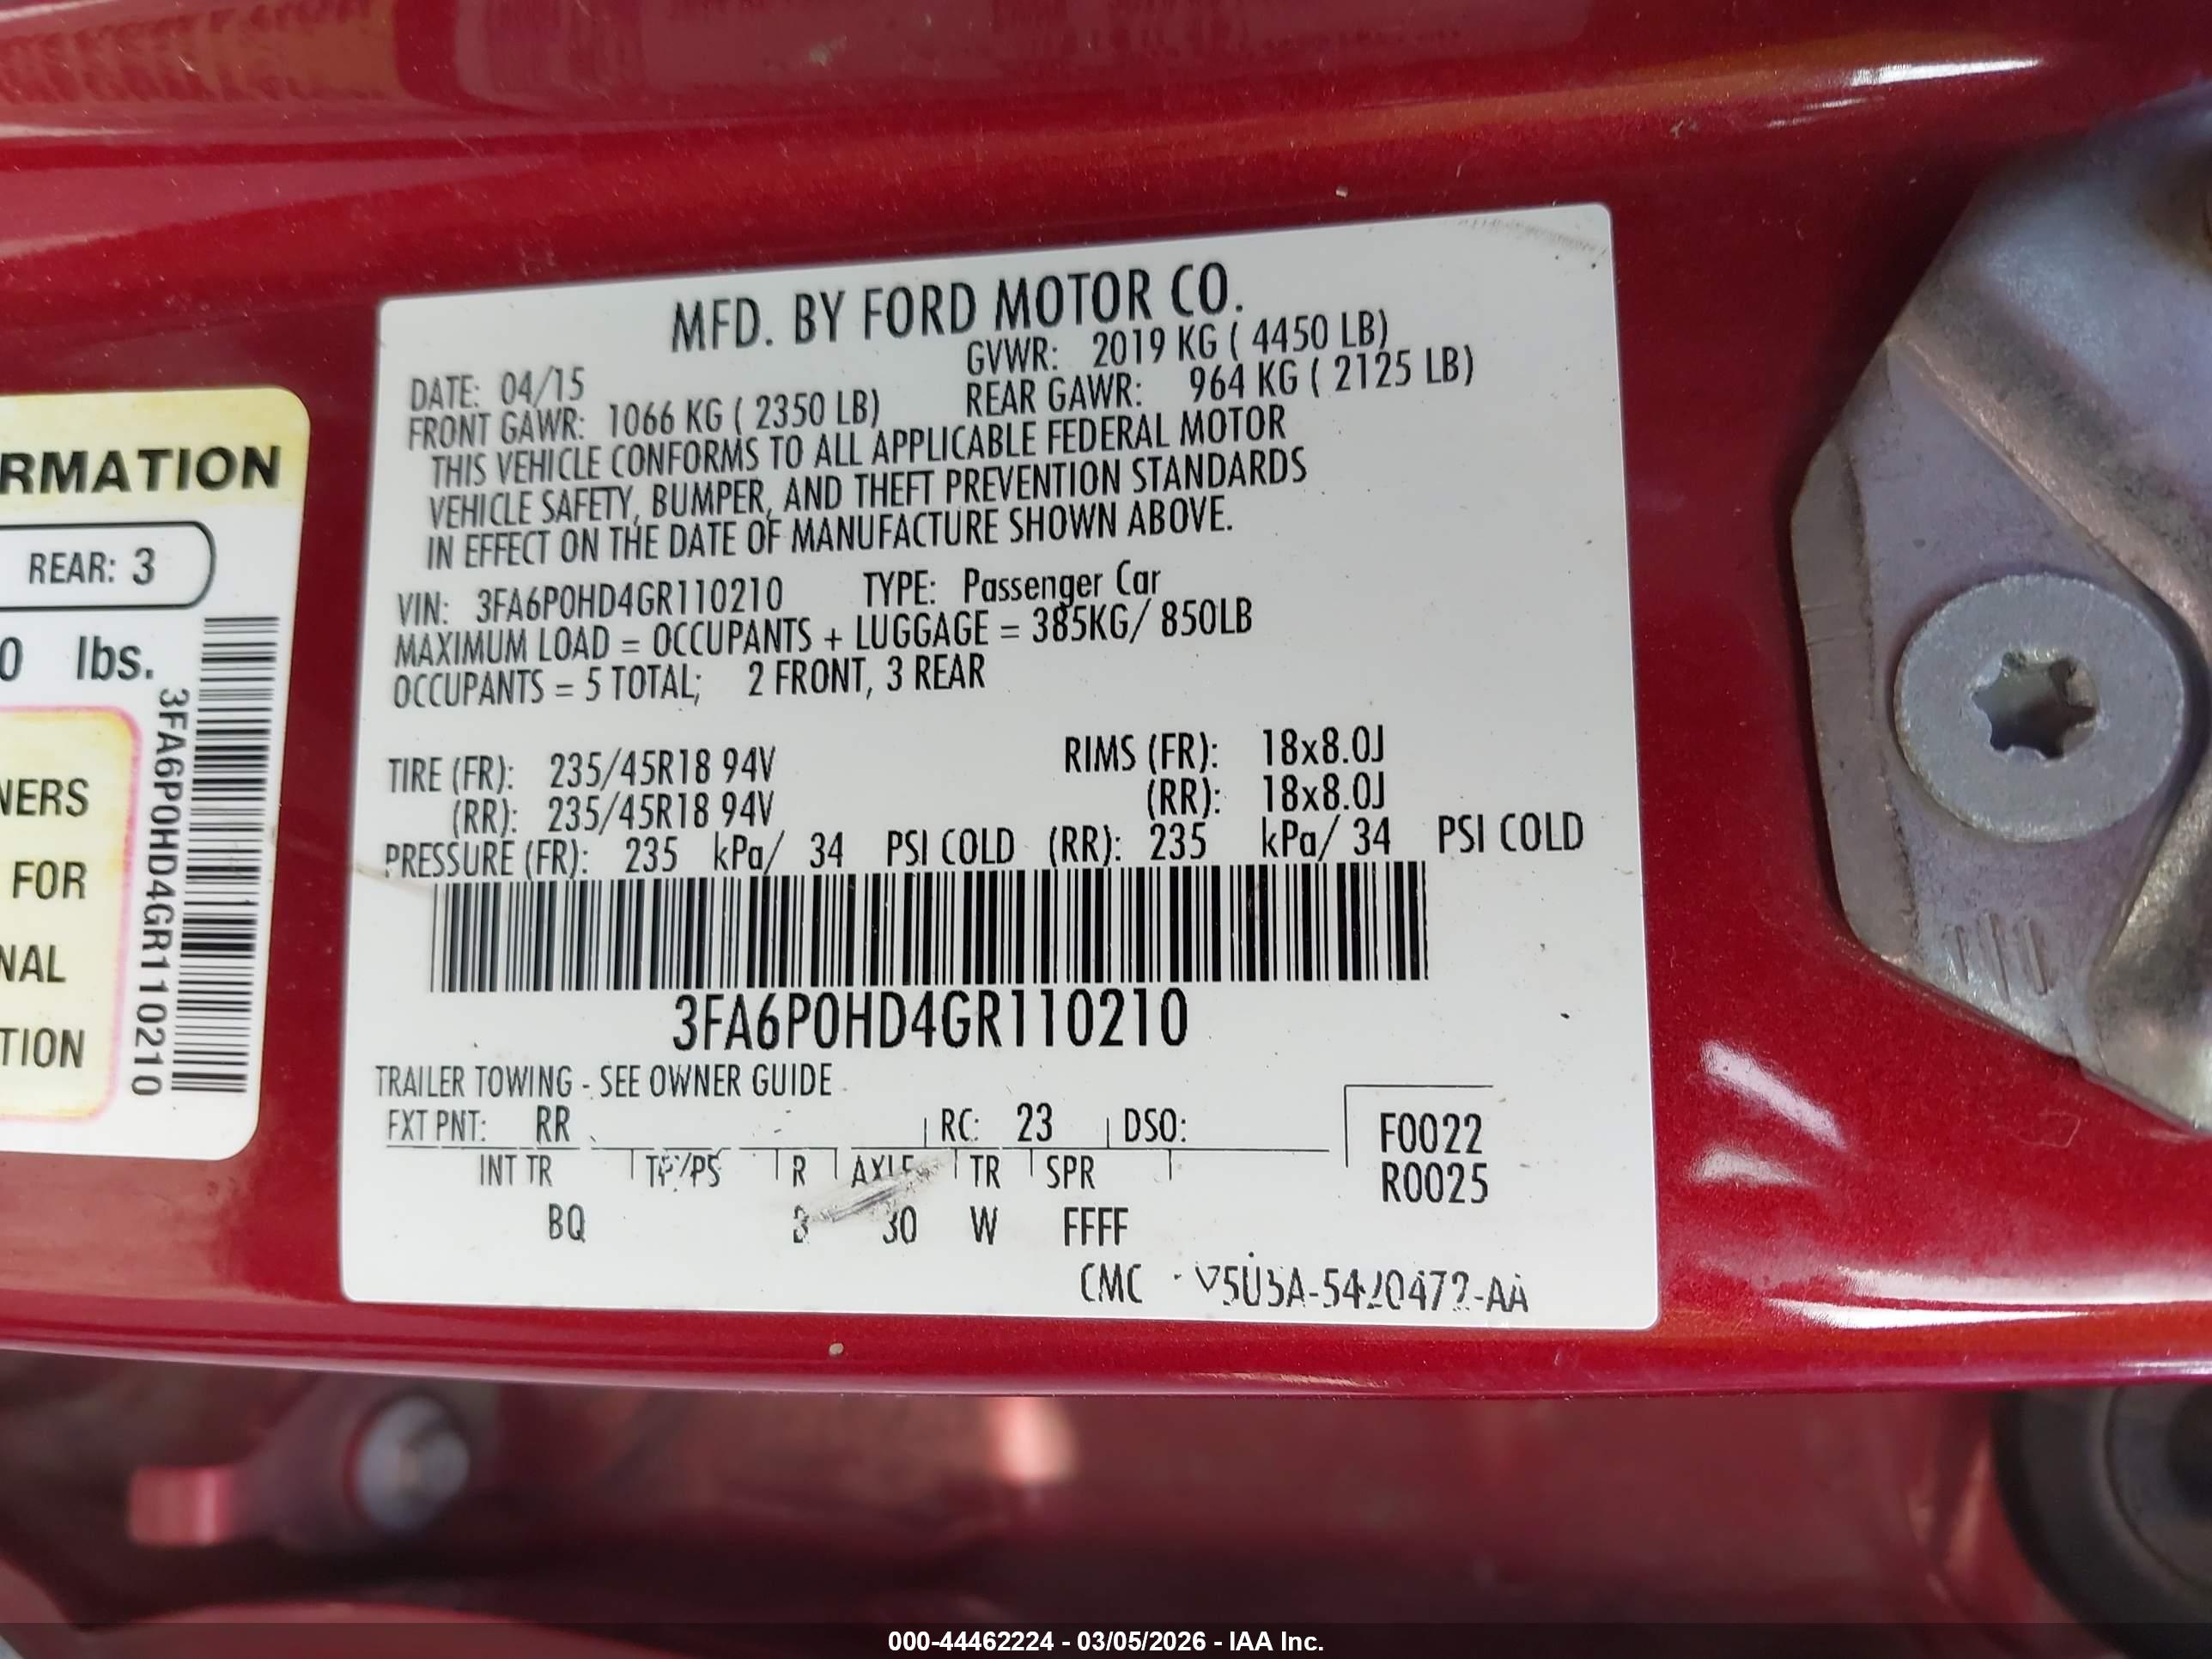 MFD. BY FORD MOTOR CO.
DATE: 04/15 GVWR: 2019 KG ( 4450 LB)
FRONT GAWR: 1066 KG ( 2350 LB) REAR GAWR: 964 KG ( 2125 LB)
THIS VEHICLE CONFORMS TO ALL APPLICABLE FEDERAL MOTOR
VEHICLE SAFETY, BUMPER, AND THEFT PREVENTION STANDARDS
IN EFFECT ON THE DATE OF MANUFACTURE SHOWN ABOVE.
VIN: 3FA6P0HD4GR110210 TYPE: Passenger Car
MAXIMUM LOAD = OCCUPANTS + LUGGAGE = 385KG/ 850LB
OCCUPANTS = 5 TOTAL; 2 FRONT, 3 REAR
TIRE (FR): 235/45R18 94V RIMS (FR): 18x8.0J
(RR): 235/45R18 94V (RR): 18x8.0J
PRESSURE (FR): 235 kPa/ 34 PSI COLD (RR): 235 kPa/ 34 PSI COLD
3FA6P0HD4GR110210
TRAILER TOWING - SEE OWNER GUIDE
EXT PNT: RR RC: 23 DSO:
INT TR TP/PS R AXLE TR SPR
BQ 30 W FFFF
F0022
R0025
CMC
RMATION
REAR: 3
0 lbs.
NERS
FOR
NAL
TION
3FA6P0HD4GR110210
000-44462224 - 03/05/2026 - IAA Inc.